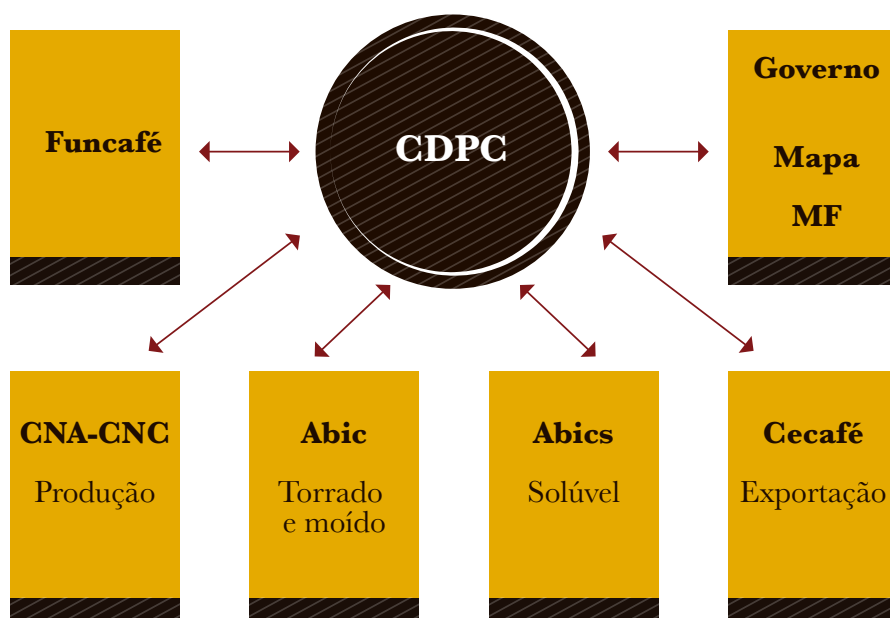 Funcafé
CDPC
Governo
Mapa
MF
CNA-CNC
Produção
Abic
Torrado
e moído
Abics
Solúvel
Cecafé
Exportação